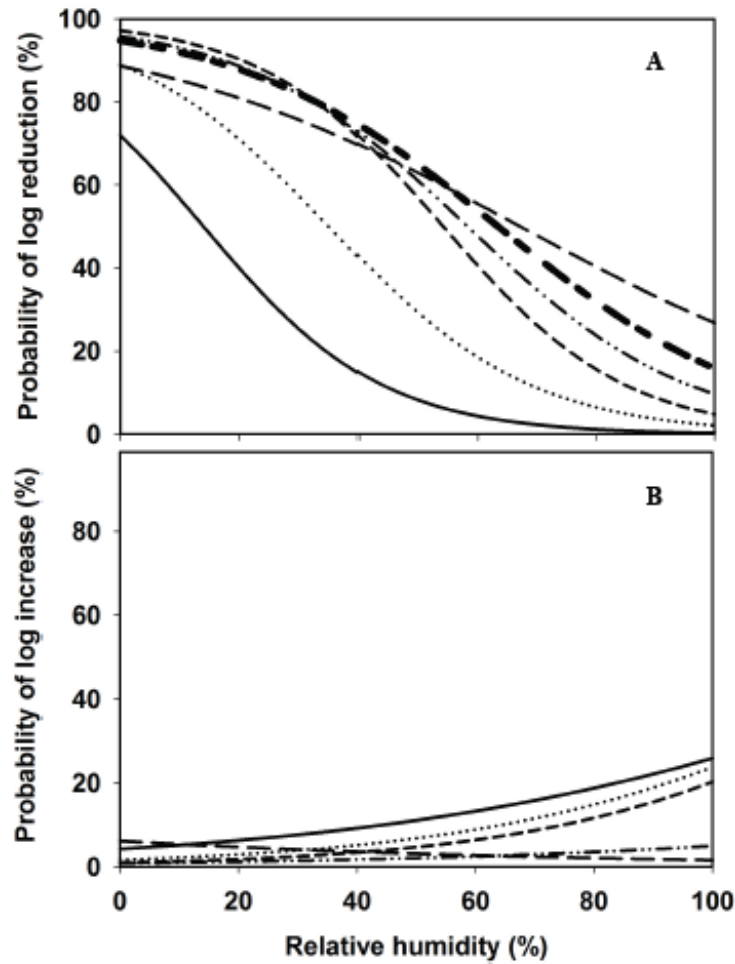 Probability of log reduction (%)
100
80
60
40
20
0
A
Probability of log increase (%)
80
60
40
20
0
B
0 20 40 60 80 100
Relative humidity (%)